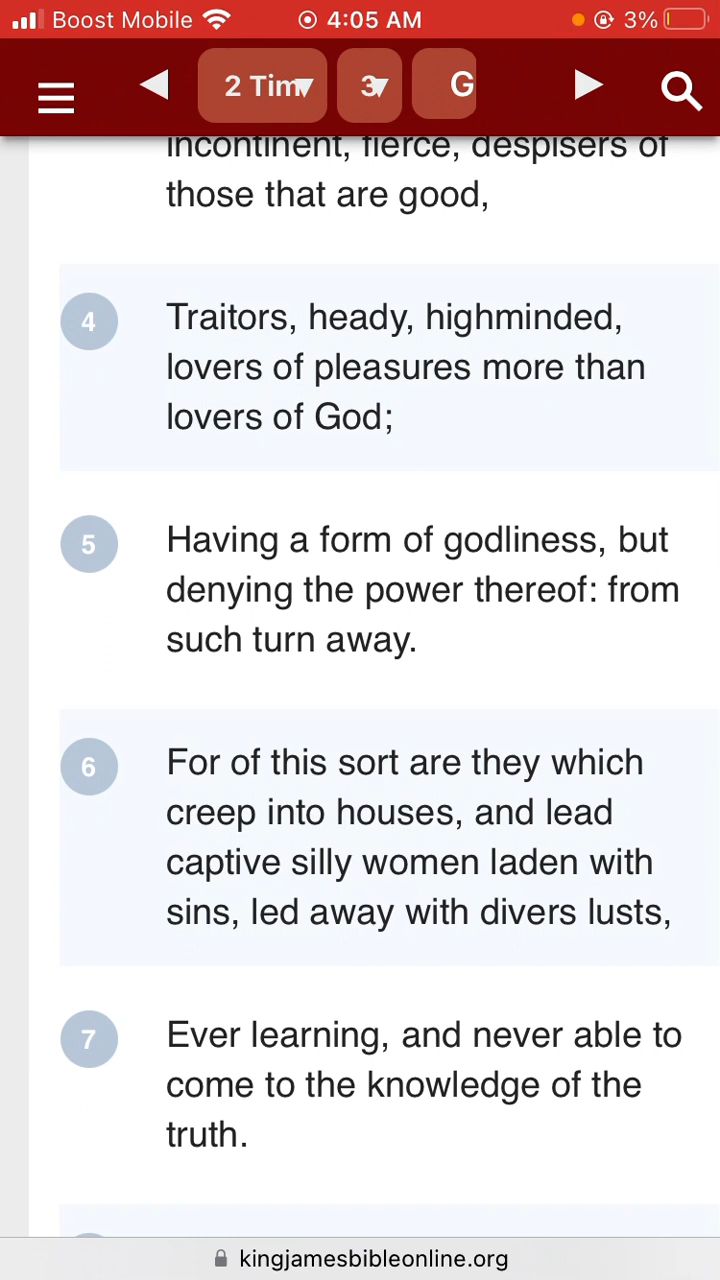 Boost Mobile 4:05 AM 3%
2 Tim 3 G
incontinent, fierce, despisers of
those that are good,
4 Traitors, heady, highminded,
lovers of pleasures more than
lovers of God;
5 Having a form of godliness, but
denying the power thereof: from
such turn away.
6 For of this sort are they which
creep into houses, and lead
captive silly women laden with
sins, led away with divers lusts,
7 Ever learning, and never able to
come to the knowledge of the
truth.
kingjamesbibleonline.org